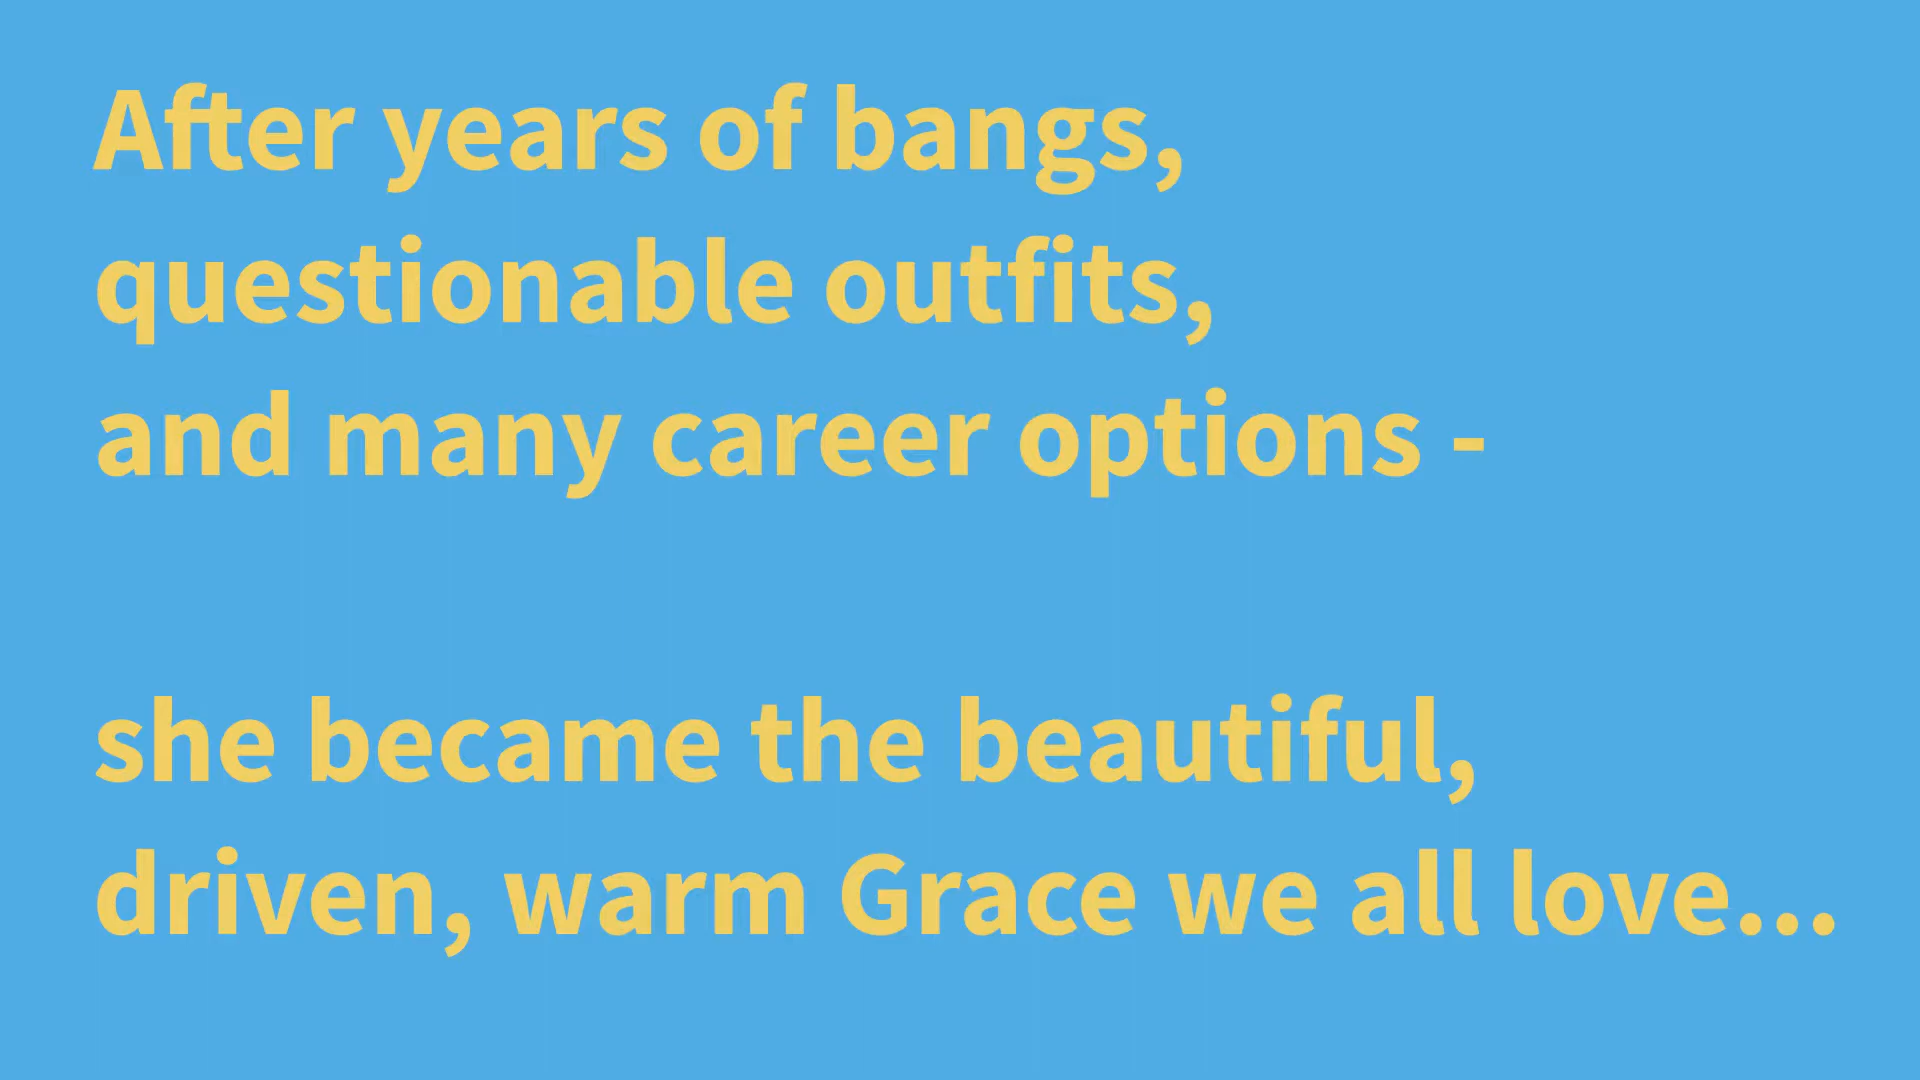 After years of bangs,
questionable outfits,
and many career options -
she became the beautiful,
driven, warm Grace we all love...